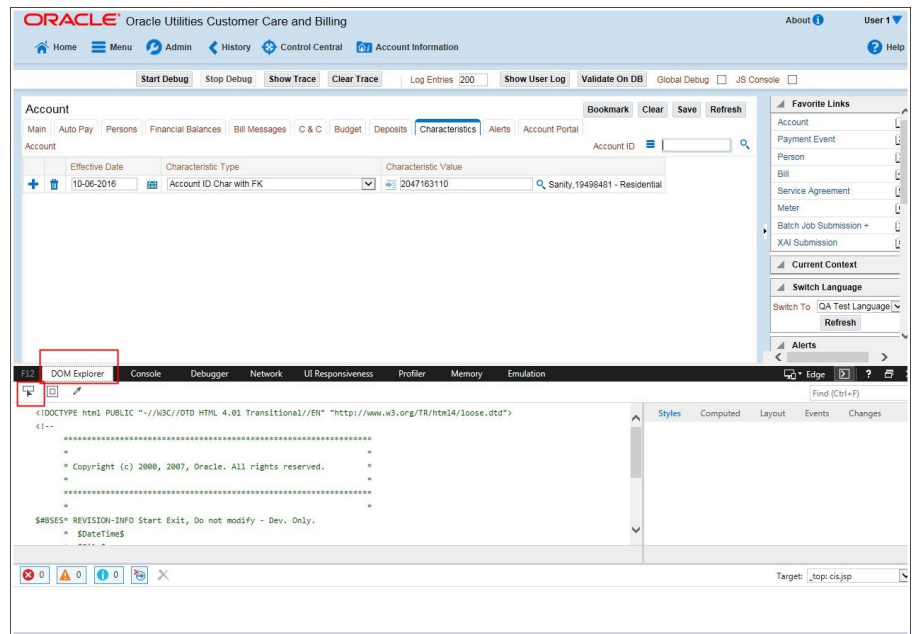 ORACLE® Oracle Utilities Customer Care and Billing
About User 1
Home Menu Admin History Control Central Account Information Help
Start Debug Stop Debug Show Trace Clear Trace Log Entries 200 Show User Log Validate On DB Global Debug JS Console
Account
Bookmark Clear Save Refresh
Main Auto Pay Persons Financial Balances Bill Messages C & C Budget Deposits Characteristics Alerts Account Portal
Account
Account ID
Effective Date Characteristic Type Characteristic Value
10-06-2016 Account ID Char with FK 2047163110 Sanity,19498481 - Residential
Favorite Links
Account
Payment Event
Person
Bill
Service Agreement
Meter
Batch Job Submission +
XAI Submission
Current Context
Switch Language
Switch To QA Test Language
Refresh
Alerts
F12 DOM Explorer Console Debugger Network UI Responsiveness Profiler Memory Emulation Edge ?
Find (Ctrl+F)
<!DOCTYPE html PUBLIC "-//W3C//DTD HTML 4.01 Transitional//EN" "http://www.w3.org/TR/html4/loose.dtd">
<!--
*******************************************************************
* *
* Copyright (c) 2000, 2007, Oracle. All rights reserved. *
* *
*******************************************************************
* *
$#BSES* REVISION-INFO Start Exit, Do not modify - Dev. Only.
* $DateTime$
Styles Computed Layout Events Changes
0 0 0
Target: _top: cis.jsp